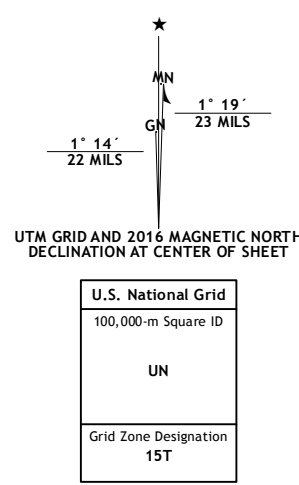 ★
MN
1° 19´
23 MILS
GN
1° 14´
22 MILS
UTM GRID AND 2016 MAGNETIC NORTH
DECLINATION AT CENTER OF SHEET
U.S. National Grid
100,000-m Square ID
UN
Grid Zone Designation
15T